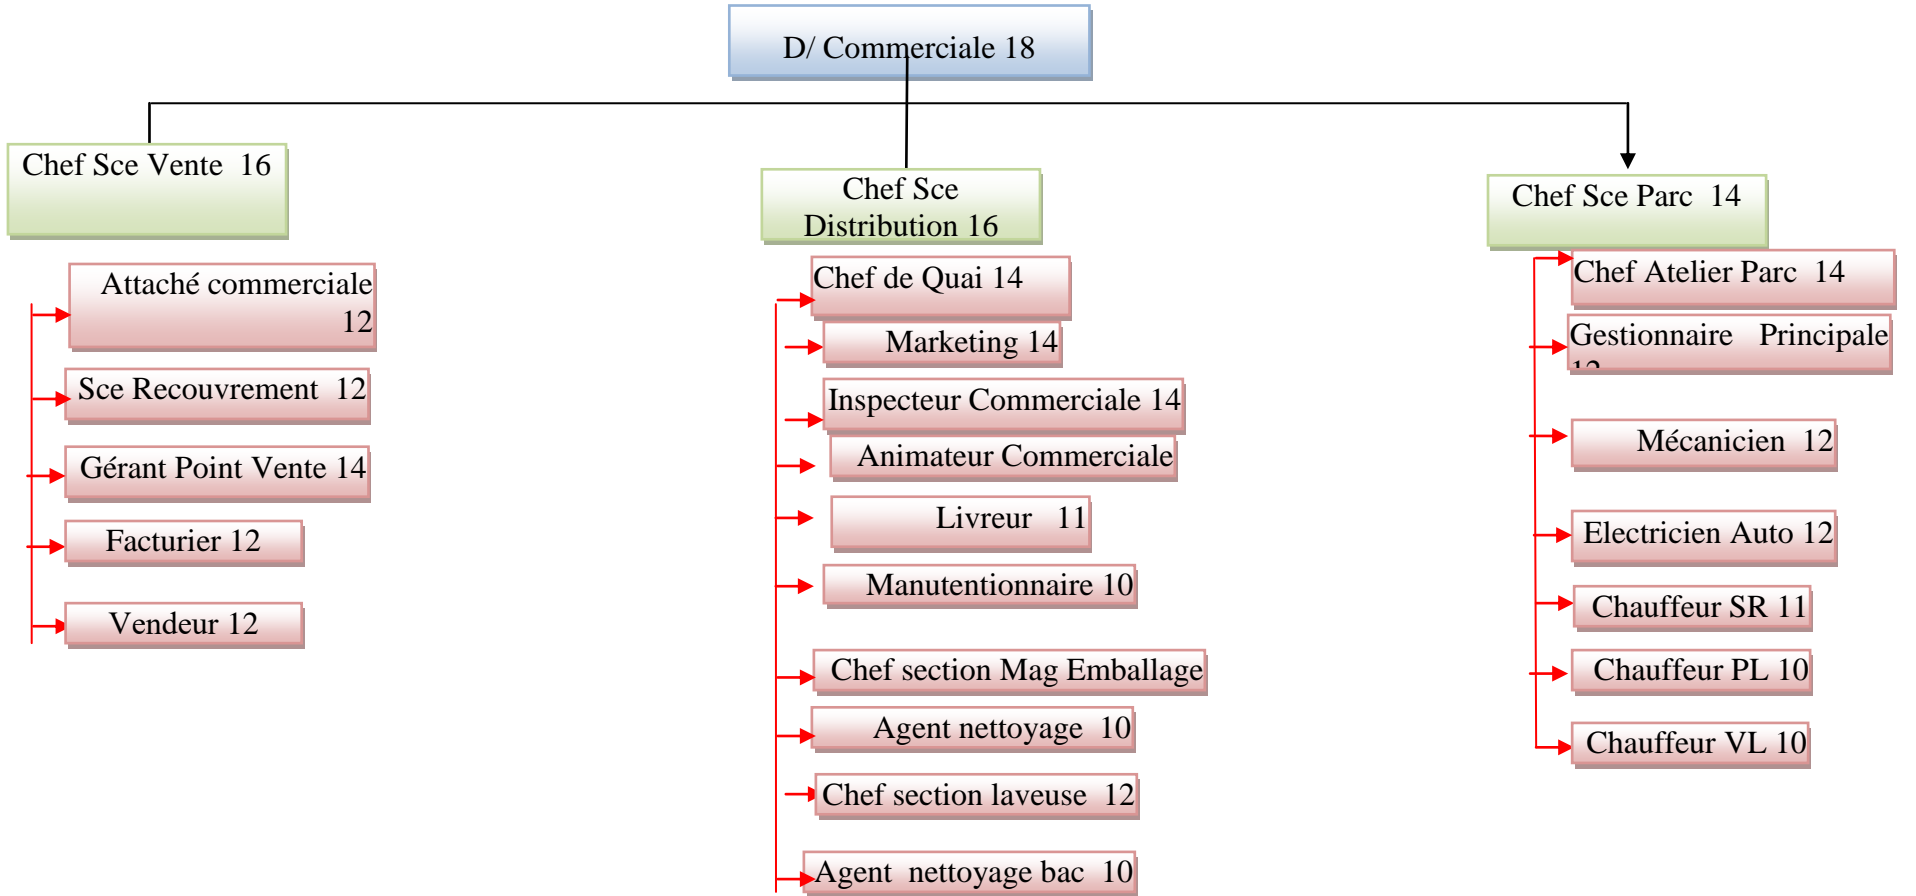 D/ Commerciale 18
Chef Sce Vente 16
Attaché commerciale
12
Sce Recouvrement 12
Gérant Point Vente 14
Facturier 12
Vendeur 12
Chef Sce
Distribution 16
Chef de Quai 14
Marketing 14
Inspecteur Commerciale 14
Animateur Commerciale
Livreur 11
Manutentionnaire 10
Chef section Mag Emballage
Agent nettoyage 10
Chef section laveuse 12
Agent nettoyage bac 10
Chef Sce Parc 14
Chef Atelier Parc 14
Gestionnaire Principale
Mécanicien 12
Electricien Auto 12
Chauffeur SR 11
Chauffeur PL 10
Chauffeur VL 10